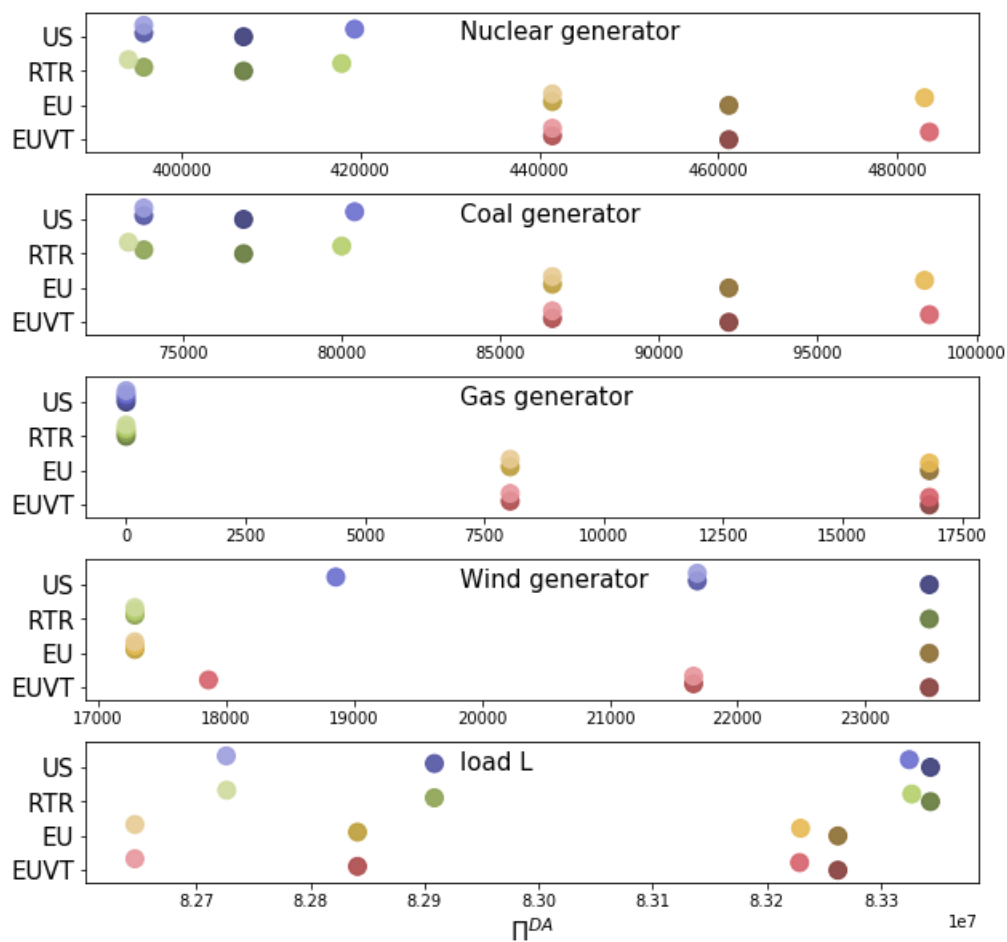 Nuclear generator
US
RTR
EU
EUVT
400000 420000 440000 460000 480000
Coal generator
US
RTR
EU
EUVT
75000 80000 85000 90000 95000 100000
Gas generator
US
RTR
EU
EUVT
0 2500 5000 7500 10000 12500 15000 17500
Wind generator
US
RTR
EU
EUVT
17000 18000 19000 20000 21000 22000 23000
load L
US
RTR
EU
EUVT
8.27 8.28 8.29 8.30 8.31 8.32 8.33
1e7
Π^{DA}